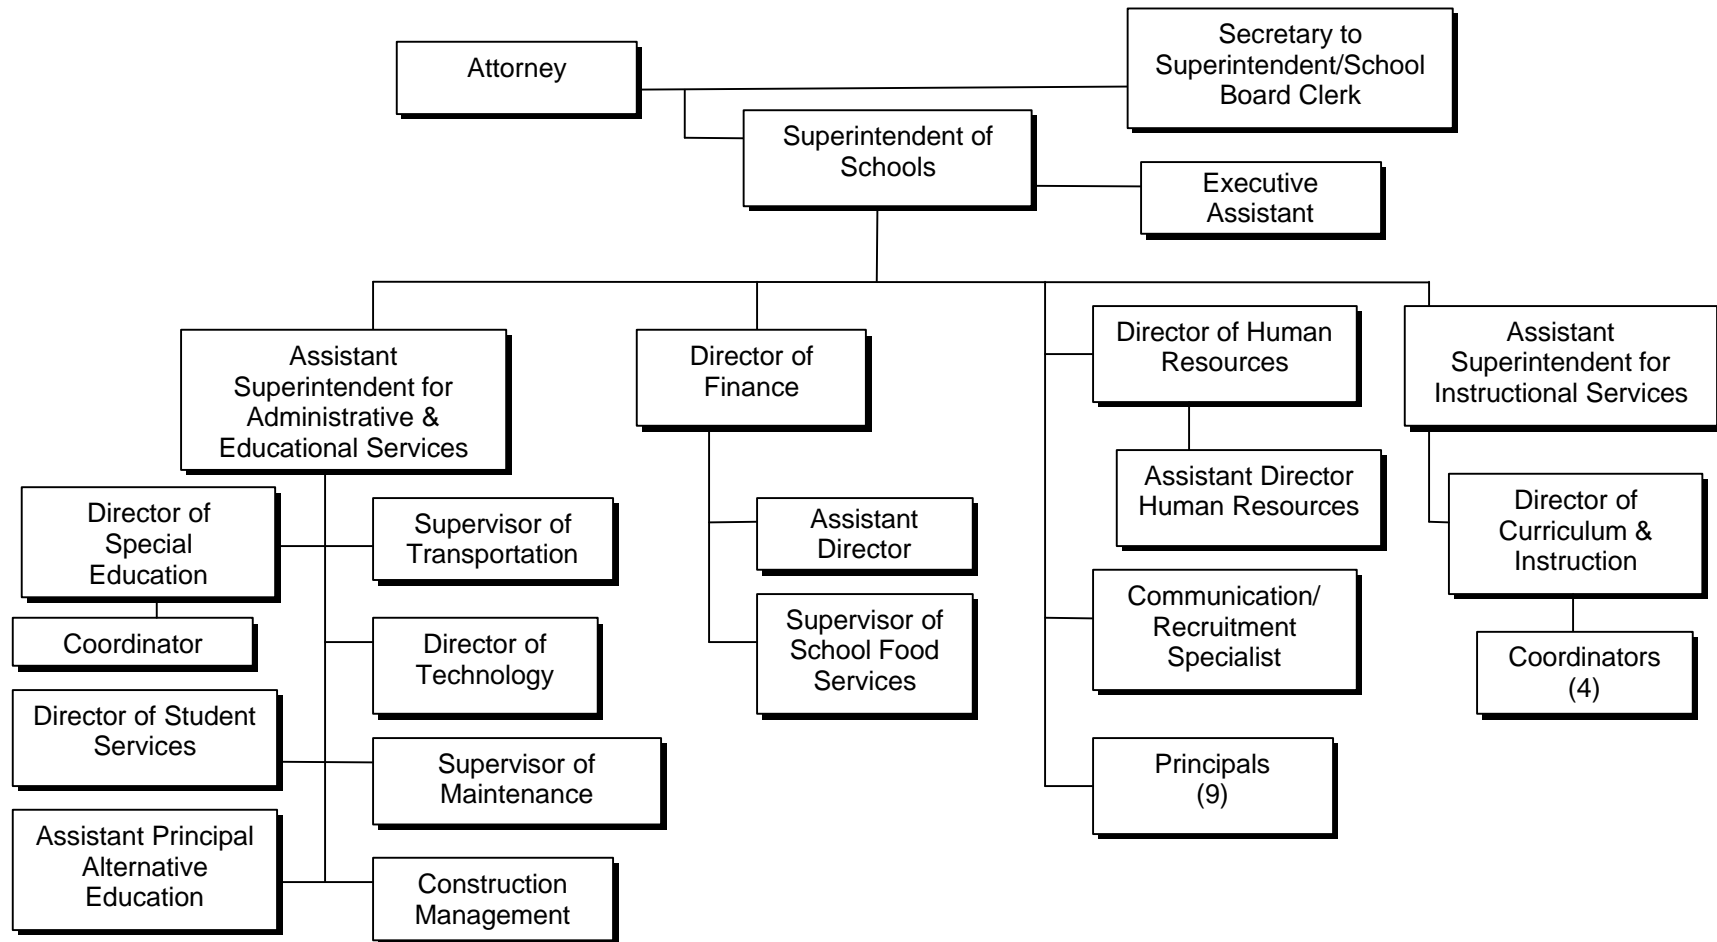 Attorney
Secretary to
Superintendent/School
Board Clerk
Superintendent of
Schools
Executive
Assistant
Assistant
Superintendent for
Administrative &
Educational Services
Director of
Finance
Director of Human
Resources
Assistant
Superintendent for
Instructional Services
Assistant Director
Human Resources
Director of
Special
Education
Supervisor of
Transportation
Assistant
Director
Director of
Curriculum &
Instruction
Coordinator
Director of
Technology
Supervisor of
School Food
Services
Communication/
Recruitment
Specialist
Coordinators
(4)
Director of Student
Services
Supervisor of
Maintenance
Principals
(9)
Assistant Principal
Alternative
Education
Construction
Management